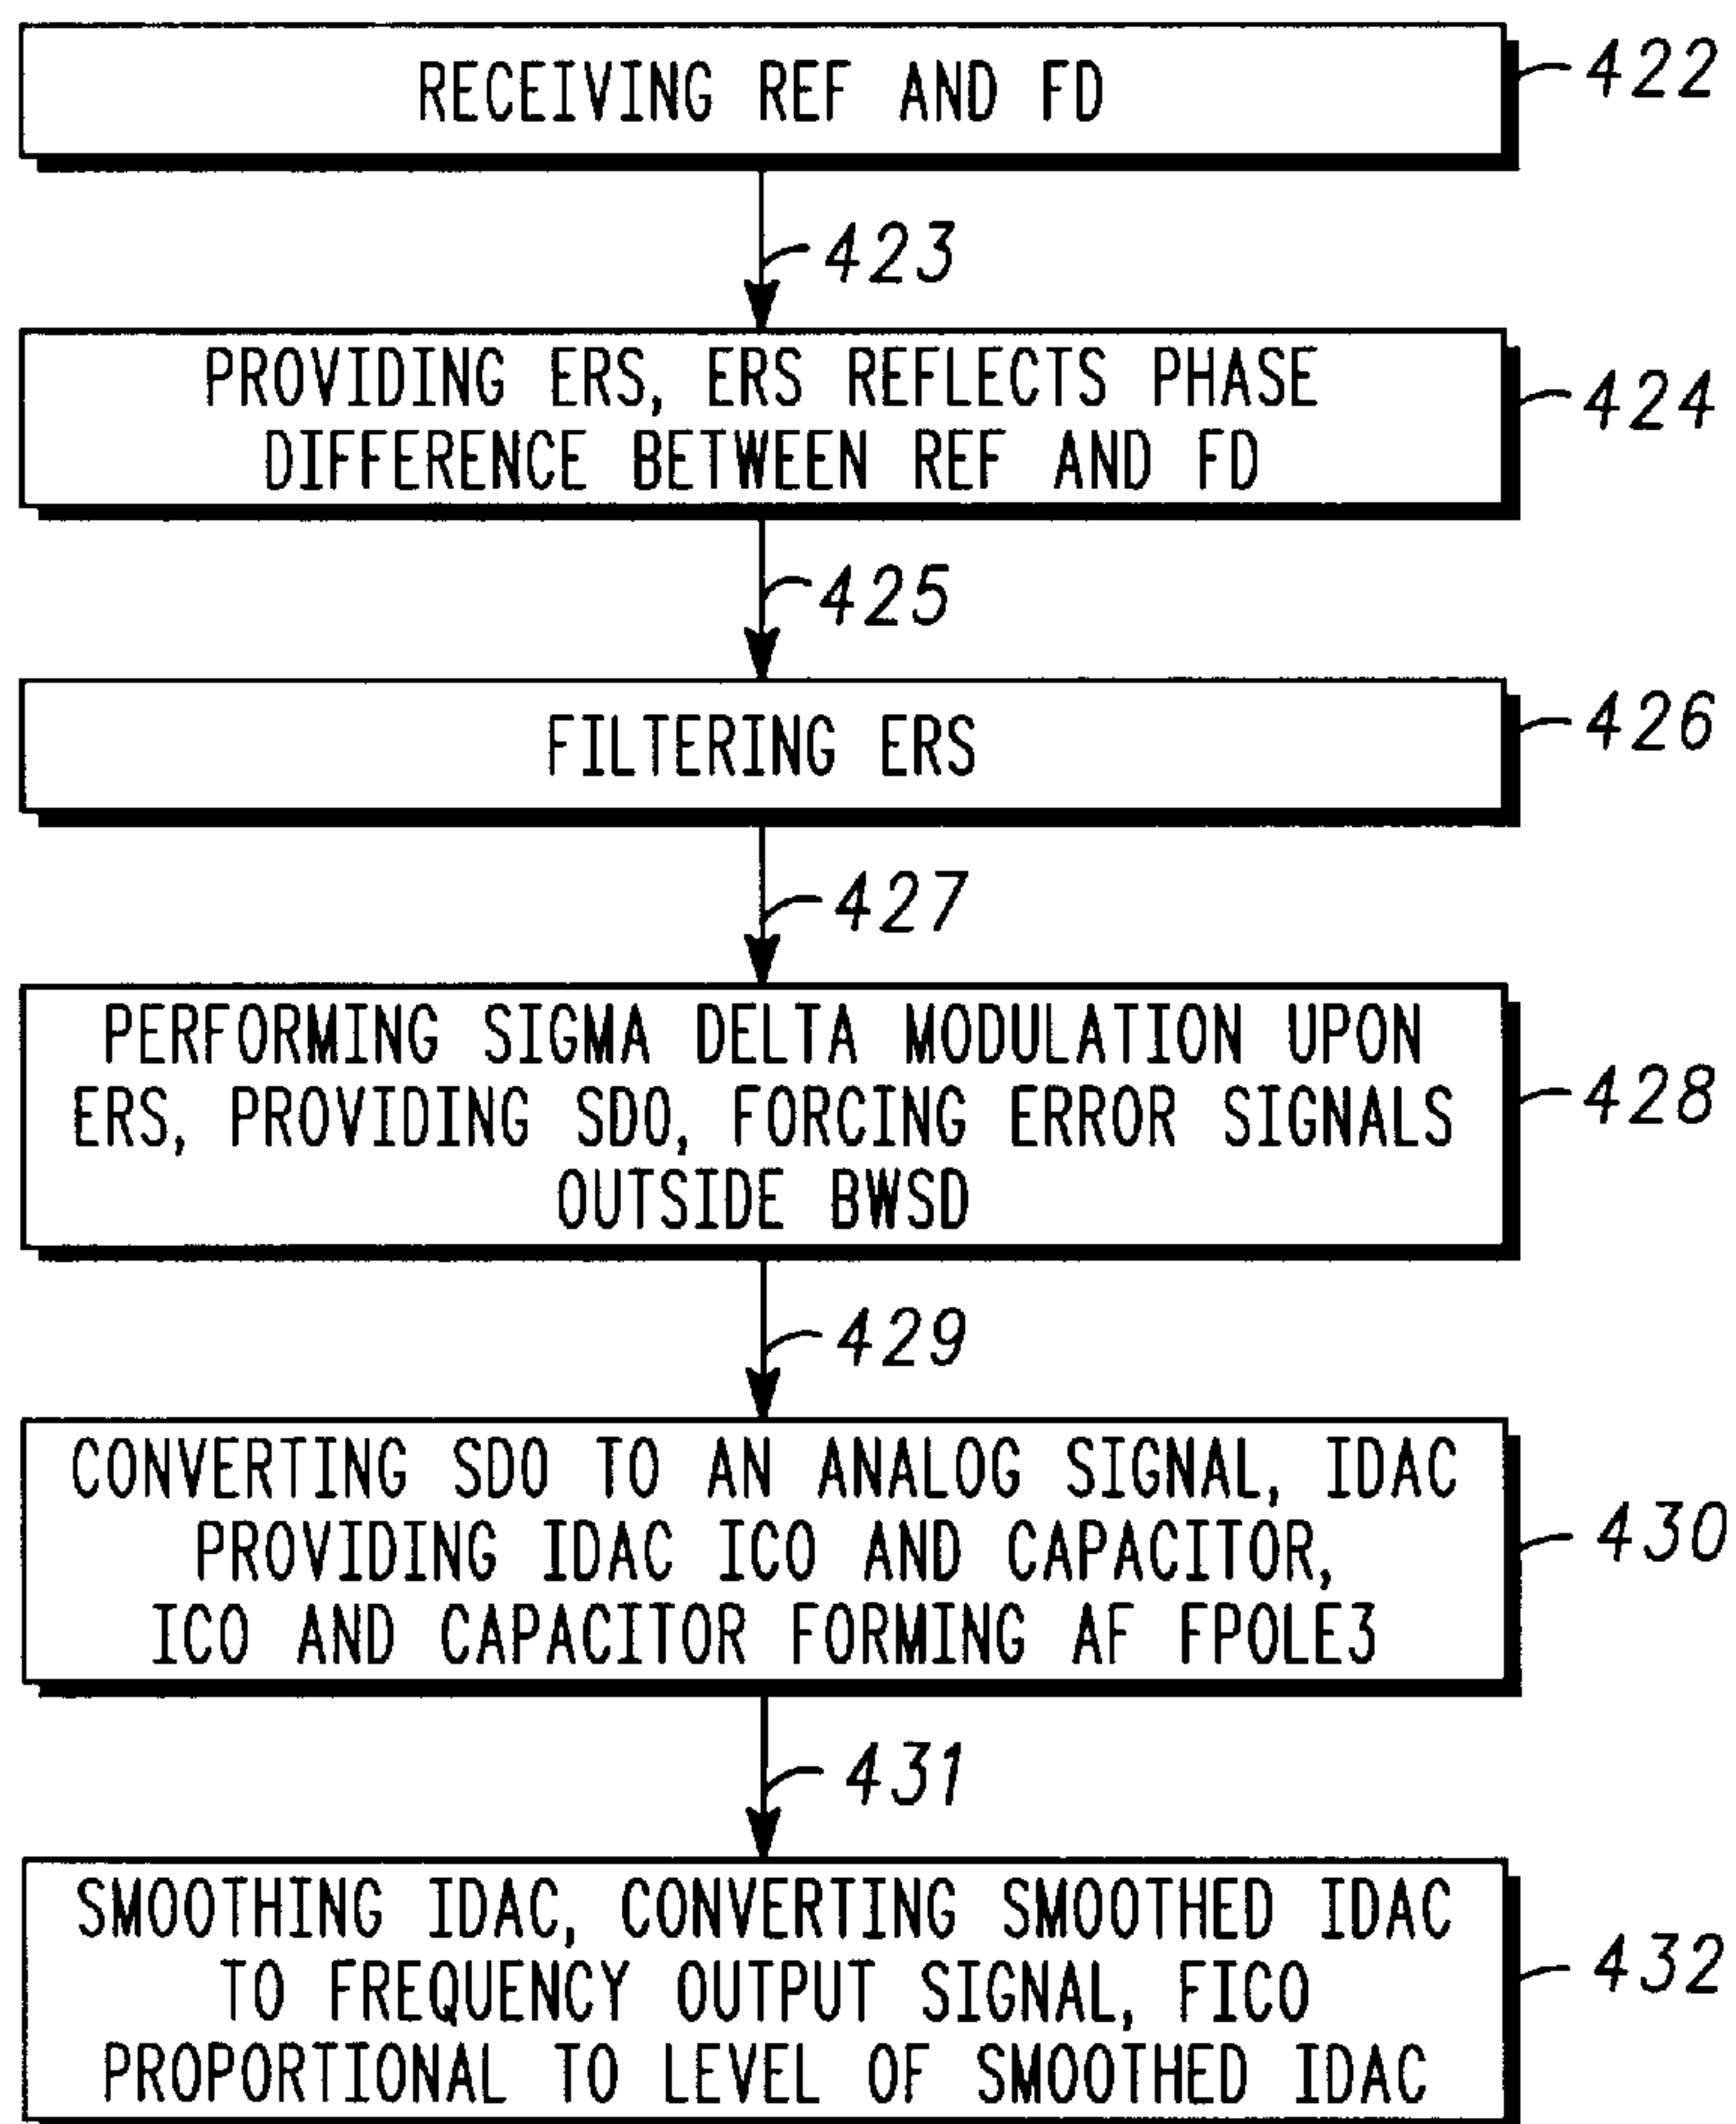 RECEIVING REF AND FD
422
423
PROVIDING ERS, ERS REFLECTS PHASE
DIFFERENCE BETWEEN REF AND FD
424
425
FILTERING ERS
426
427
PERFORMING SIGMA DELTA MODULATION UPON
ERS, PROVIDING SDO, FORCING ERROR SIGNALS
OUTSIDE BWSD
428
429
CONVERTING SDO TO AN ANALOG SIGNAL, IDAC
PROVIDING IDAC ICO AND CAPACITOR,
ICO AND CAPACITOR FORMING AF FPOLE3
430
431
SMOOTHING IDAC, CONVERTING SMOOTHED IDAC
TO FREQUENCY OUTPUT SIGNAL, FICO
PROPORTIONAL TO LEVEL OF SMOOTHED IDAC
432